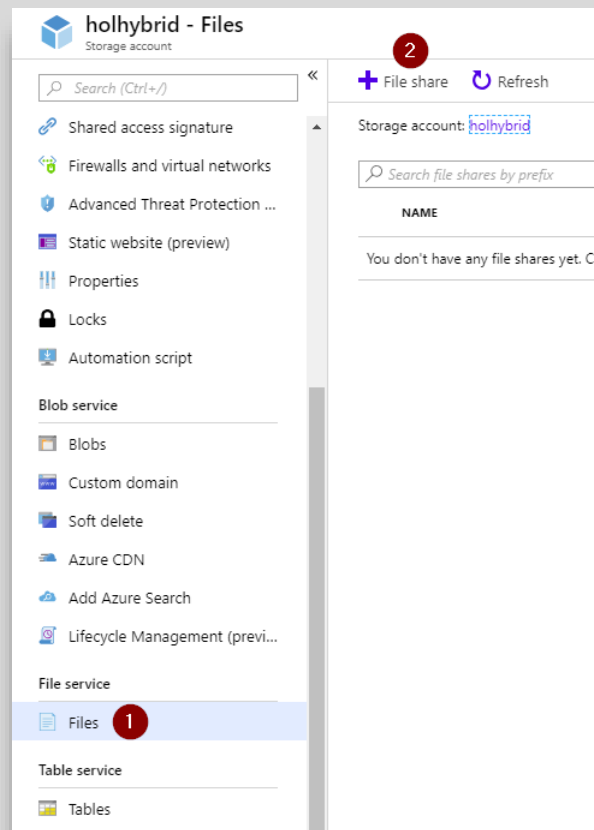 holhybrid - Files
Storage account
Search (Ctrl+/)
«
Shared access signature
Firewalls and virtual networks
Advanced Threat Protection ...
Static website (preview)
Properties
Locks
Automation script
Blob service
Blobs
Custom domain
Soft delete
Azure CDN
Add Azure Search
Lifecycle Management (previ...
File service
Files 1
Table service
Tables
2
File share Refresh
Storage account: holhybrid
Search file shares by prefix
NAME
You don't have any file shares yet. C